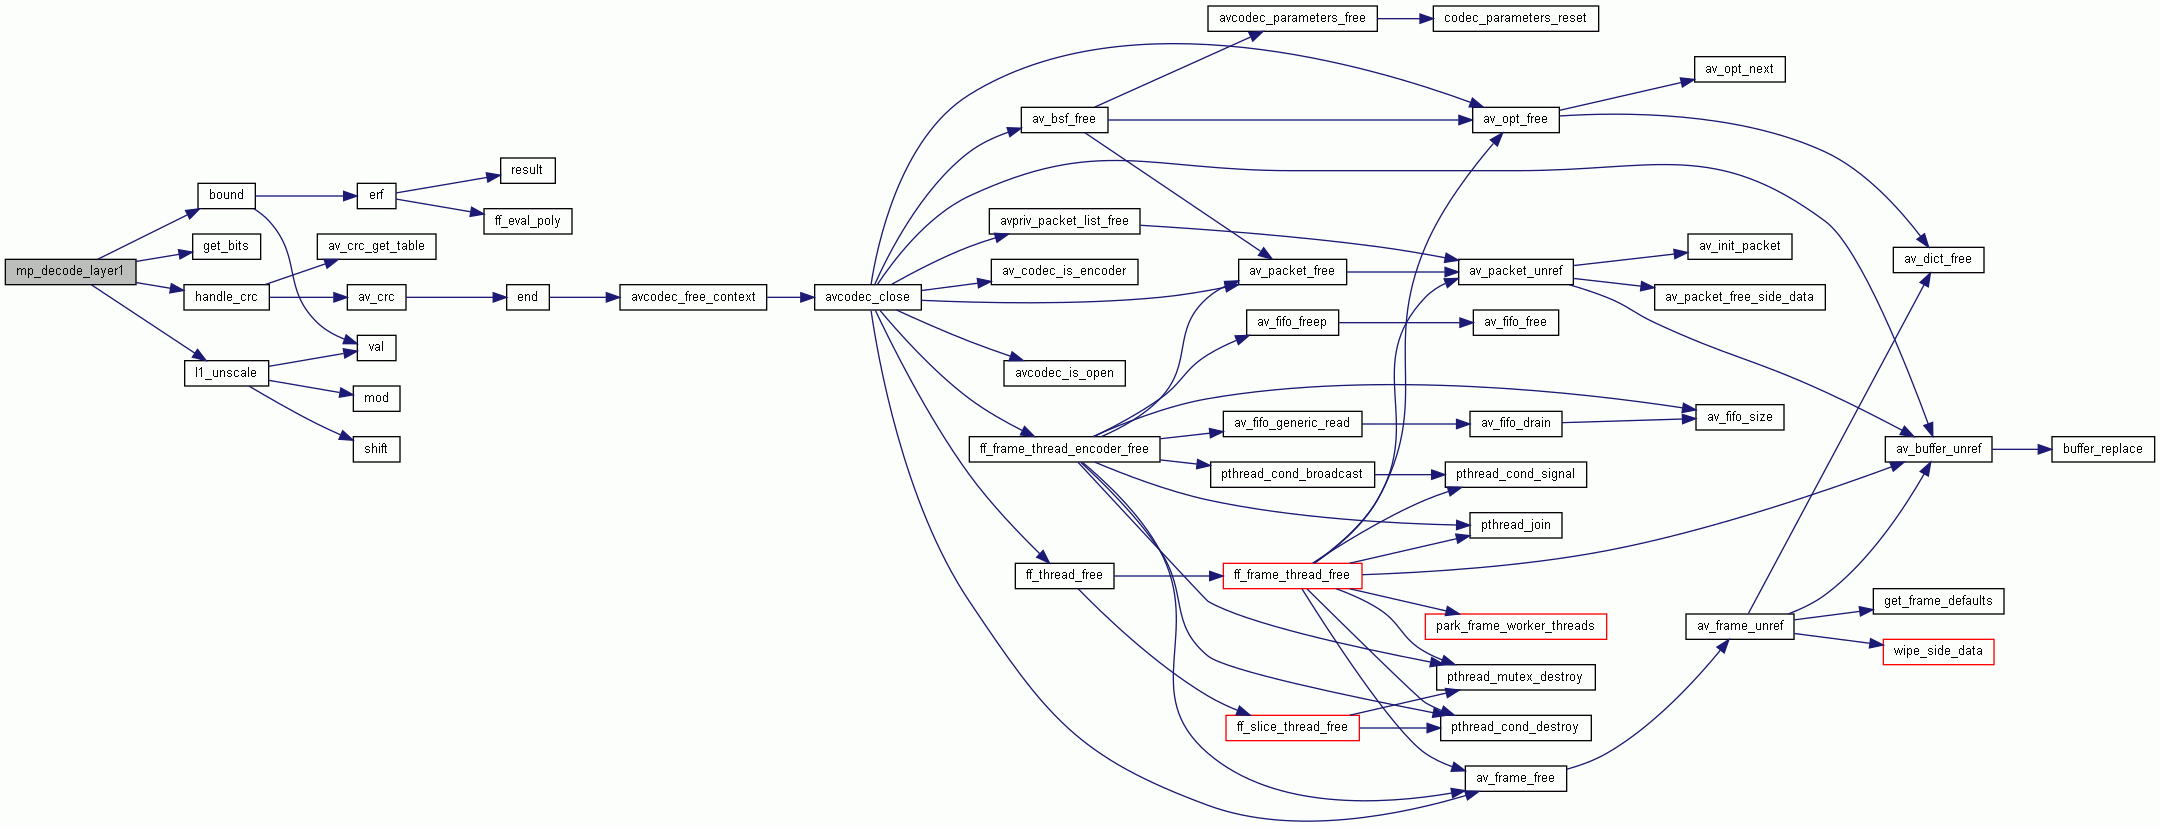 mp_decode_layer1
bound
get_bits
handle_crc
l1_unscale
erf
av_crc_get_table
av_crc
val
mod
shift
result
ff_eval_poly
end
avcodec_free_context
avcodec_close
av_bsf_free
avpriv_packet_list_free
av_codec_is_encoder
avcodec_is_open
ff_frame_thread_encoder_free
ff_thread_free
avcodec_parameters_free
av_packet_free
av_fifo_freep
av_fifo_generic_read
pthread_cond_broadcast
ff_frame_thread_free
ff_slice_thread_free
codec_parameters_reset
av_opt_free
av_packet_unref
av_fifo_free
av_fifo_drain
pthread_cond_signal
pthread_join
park_frame_worker_threads
pthread_mutex_destroy
pthread_cond_destroy
av_frame_free
av_opt_next
av_init_packet
av_packet_free_side_data
av_fifo_size
av_frame_unref
av_dict_free
av_buffer_unref
get_frame_defaults
wipe_side_data
buffer_replace